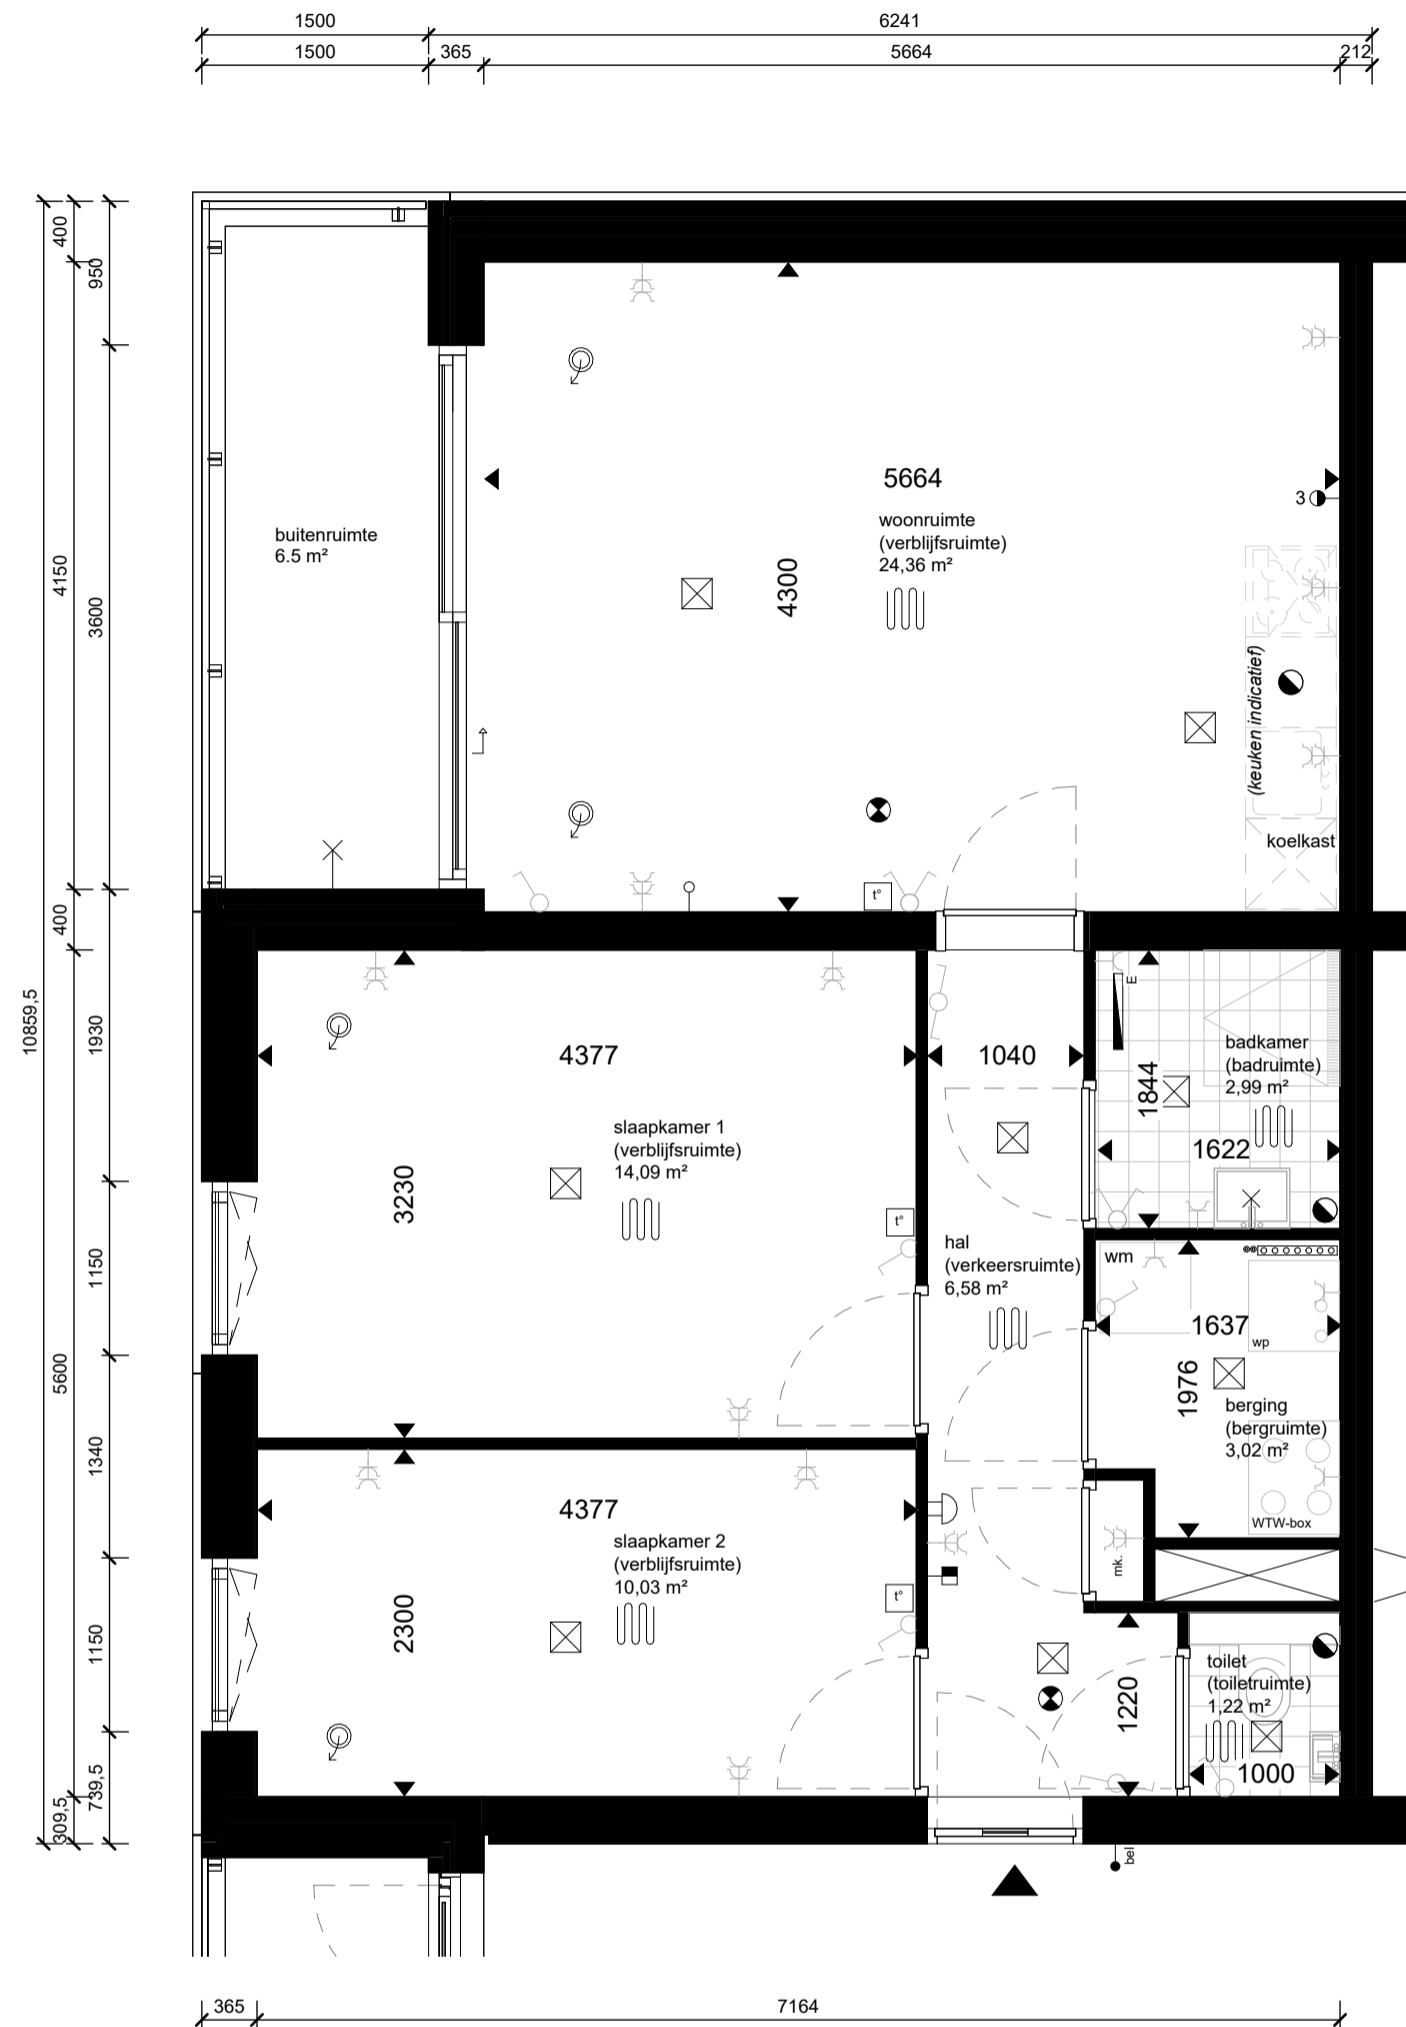 1500
6241
1500
365
5664
212
400
950
4150
3600
400
10859,5
1930
1150
5600
1340
1150
739,5
309,5
buitenruimte
6.5 m²
5664
woonruimte
(verblijfsruimte)
24,36 m²
4300
3
(keuken indicatief)
koelkast
t°
4377
1040
E
badkamer
(badruimte)
2,99 m²
1844
1622
slaapkamer 1
(verblijfsruimte)
14,09 m²
3230
t°
hal
(verkeersruimte)
6,58 m²
wm
1637
wp
1976
berging
(bergruimte)
3,02 m²
WTW-box
4377
slaapkamer 2
(verblijfsruimte)
10,03 m²
2300
t°
mk.
toilet
(toiletruimte)
1,22 m²
1220
1000
bel
365
7164